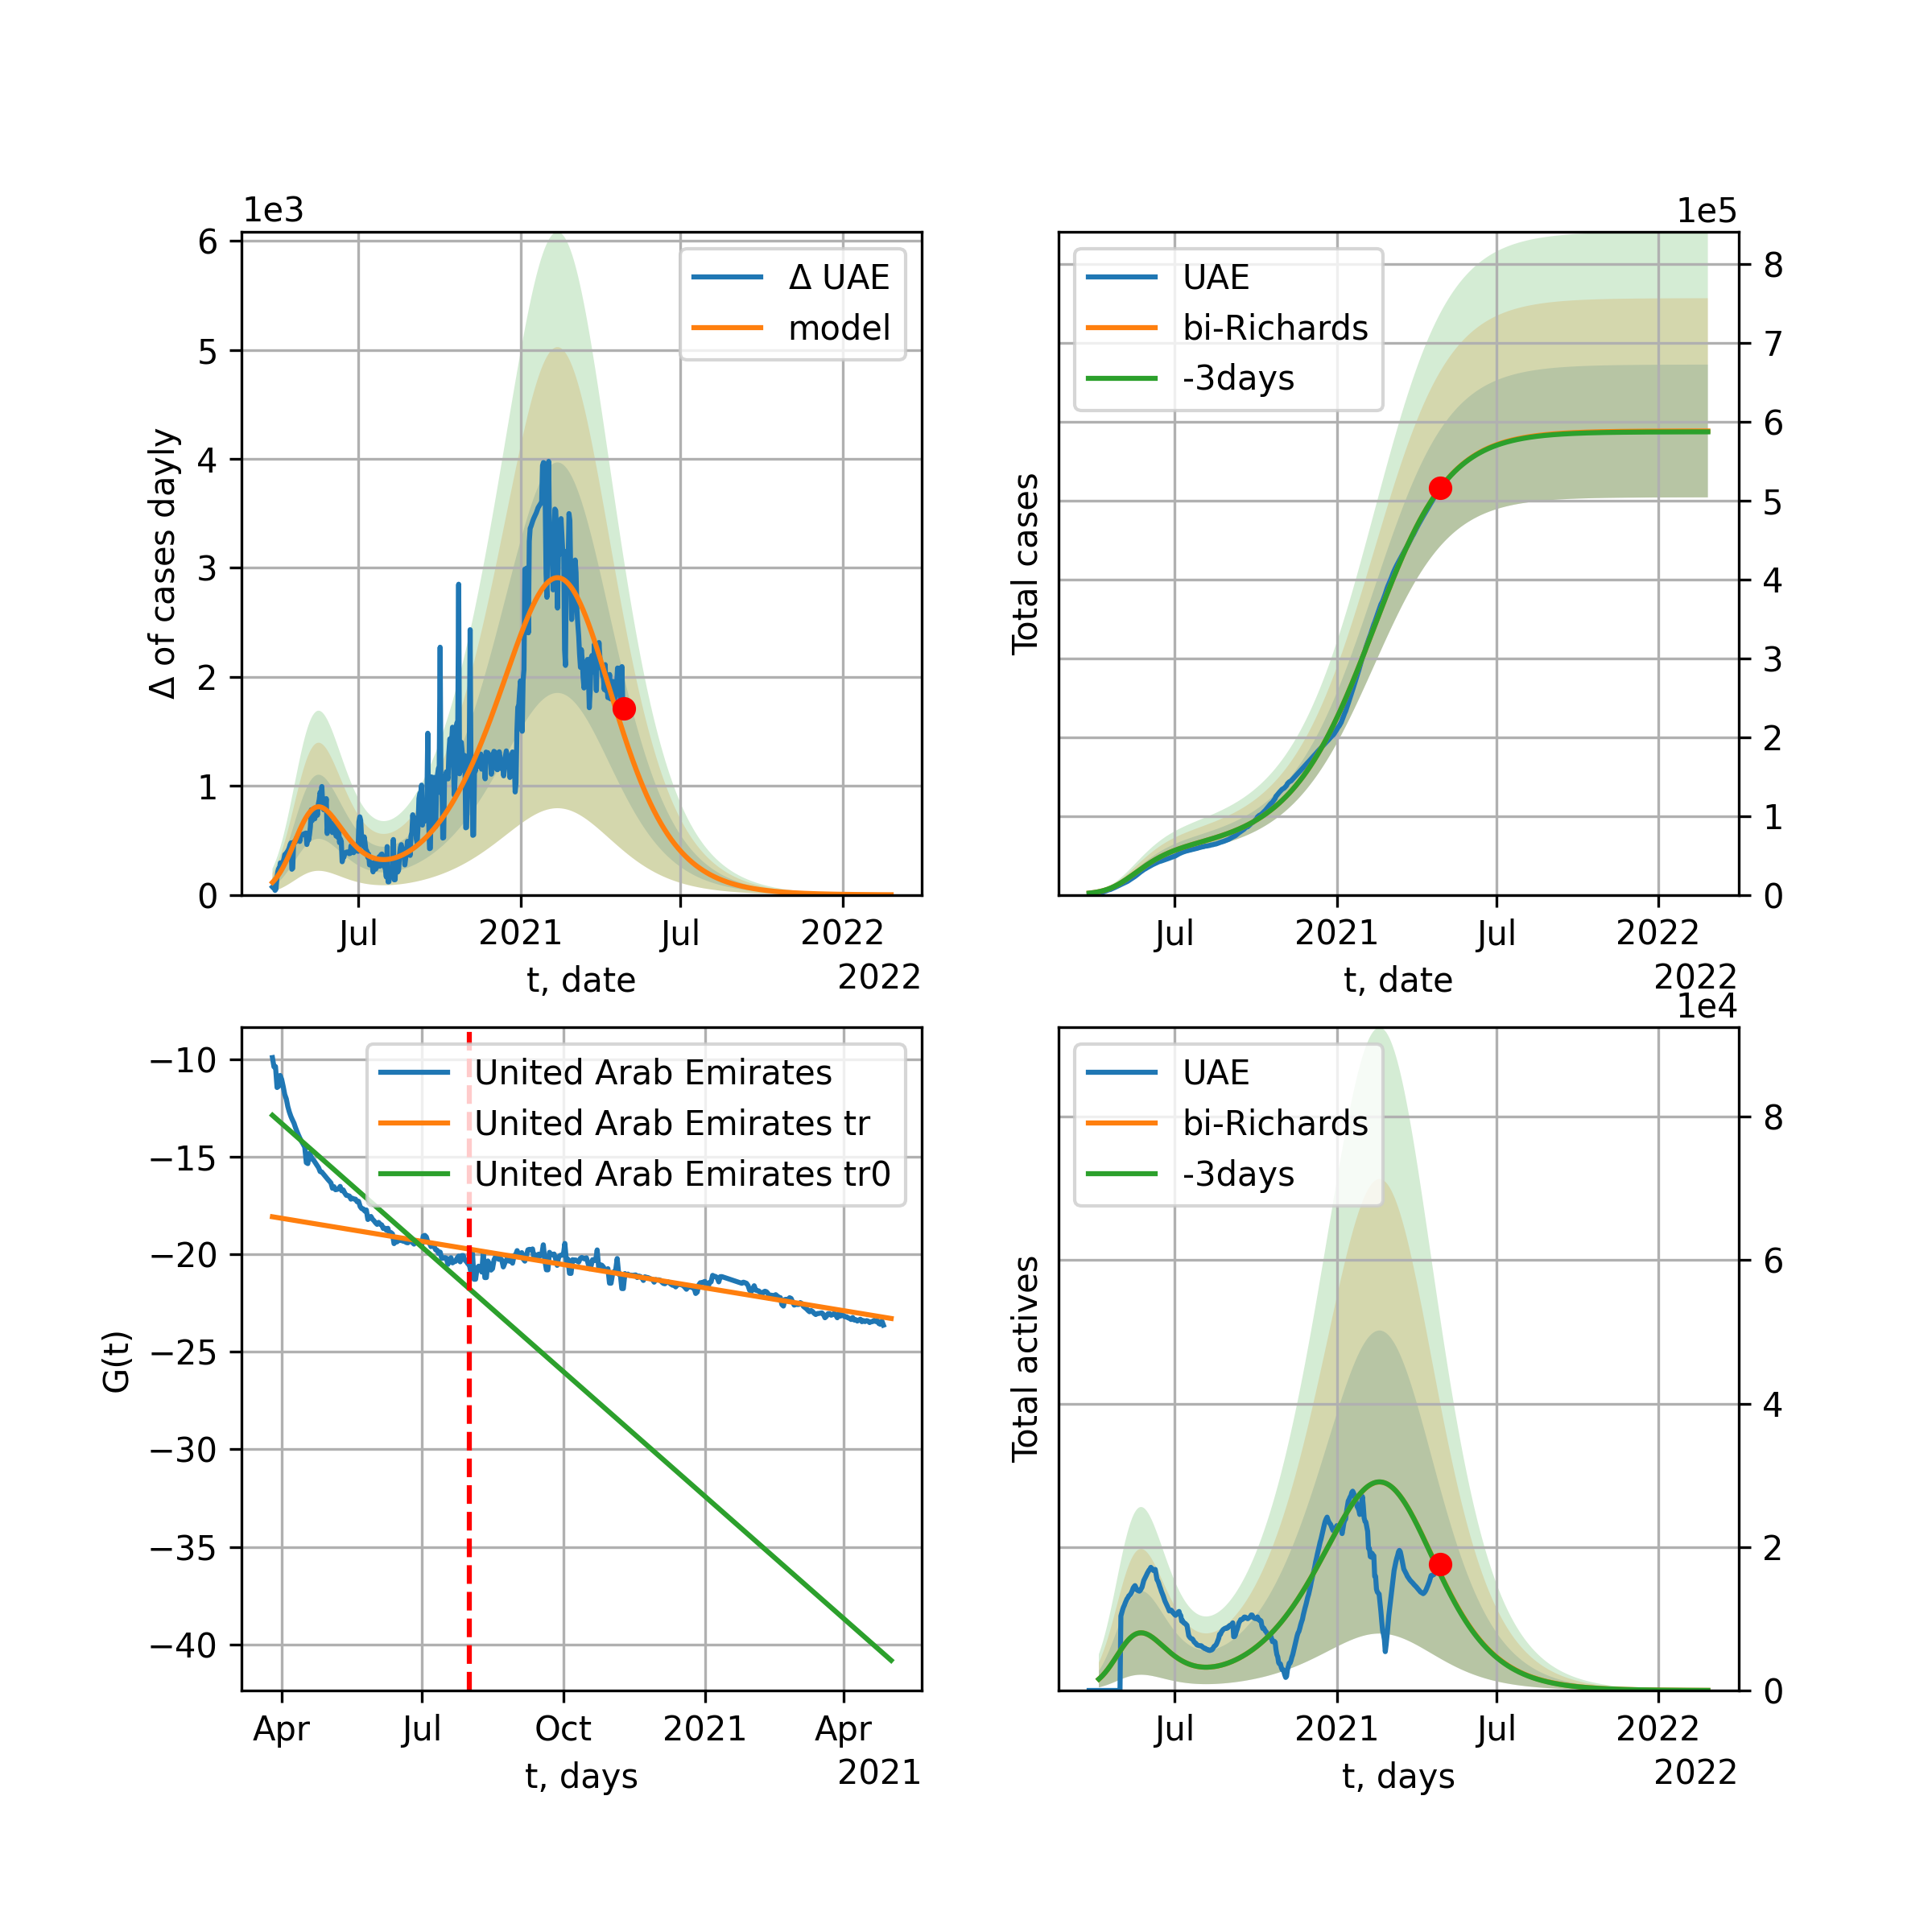 1e3
6
5
4
3
2
1
0
Δ of cases dayly
Δ UAE
model
Jul
2021
Jul
2022
t, date
2022
1e5
8
7
6
5
4
3
2
1
0
Total cases
UAE
bi-Richards
-3days
Jul
2021
Jul
2022
t, date
2022
−10
−15
−20
−25
−30
−35
−40
G(t)
United Arab Emirates
United Arab Emirates tr
United Arab Emirates tr0
Apr
Jul
Oct
2021
Apr
t, days
2021
1e4
8
6
4
2
0
Total actives
UAE
bi-Richards
-3days
Jul
2021
Jul
2022
t, days
2022